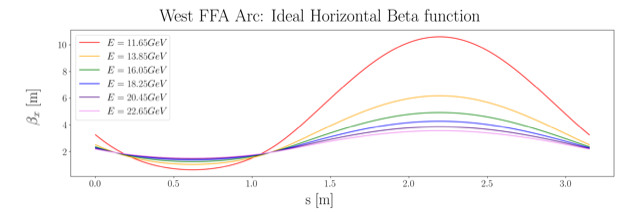 West FFA Arc: Ideal Horizontal Beta function
βx [m]
10
8
6
4
2
E = 11.65GeV
E = 13.85GeV
E = 16.05GeV
E = 18.25GeV
E = 20.45GeV
E = 22.65GeV
0.0 0.5 1.0 1.5 2.0 2.5 3.0
s [m]